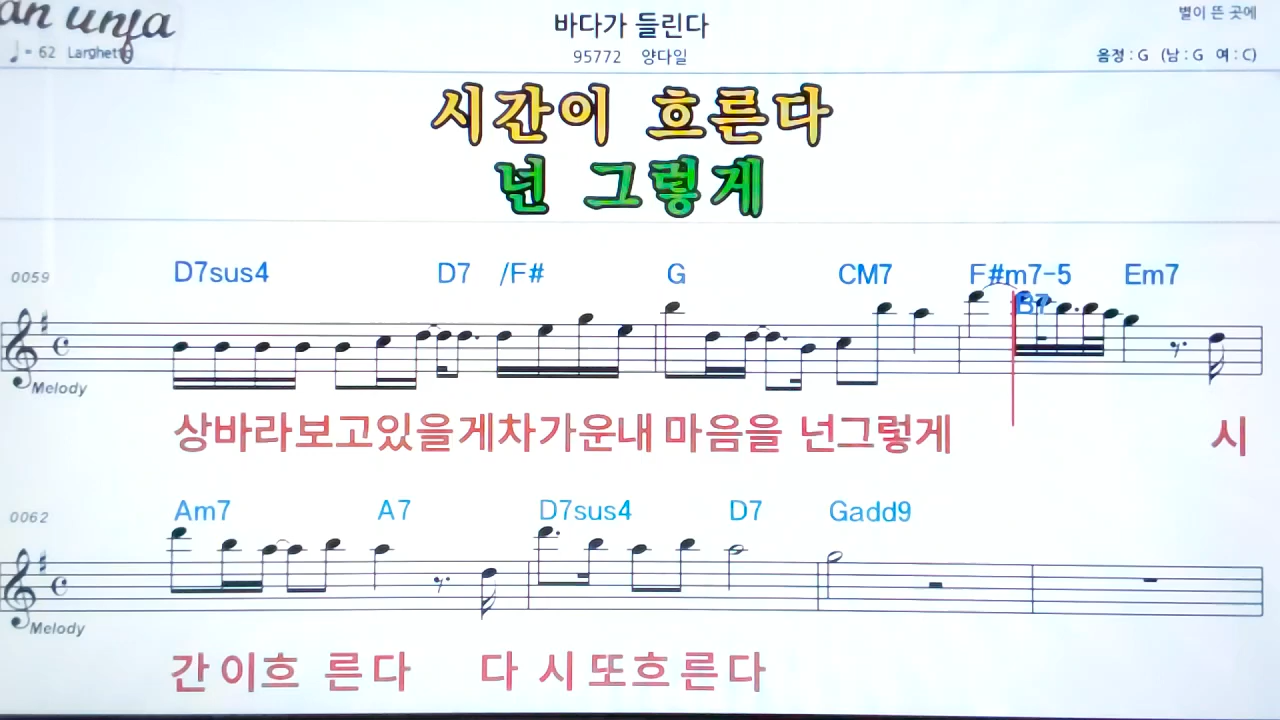 an unfa
바다가 들린다
별이 뜬 곳에
♩= 62 Larghetto
95772 양다일
음정 : G (남 : G 여 : C)
시간이 흐른다
넌 그렇게
0059 D7sus4 D7 /F# G CM7 F#m7-5 B7 Em7
Melody
상바라보고있을게차가운내 마음을 넌그렇게 시
0062 Am7 A7 D7sus4 D7 Gadd9
Melody
간이흐 른다 다 시또흐른다